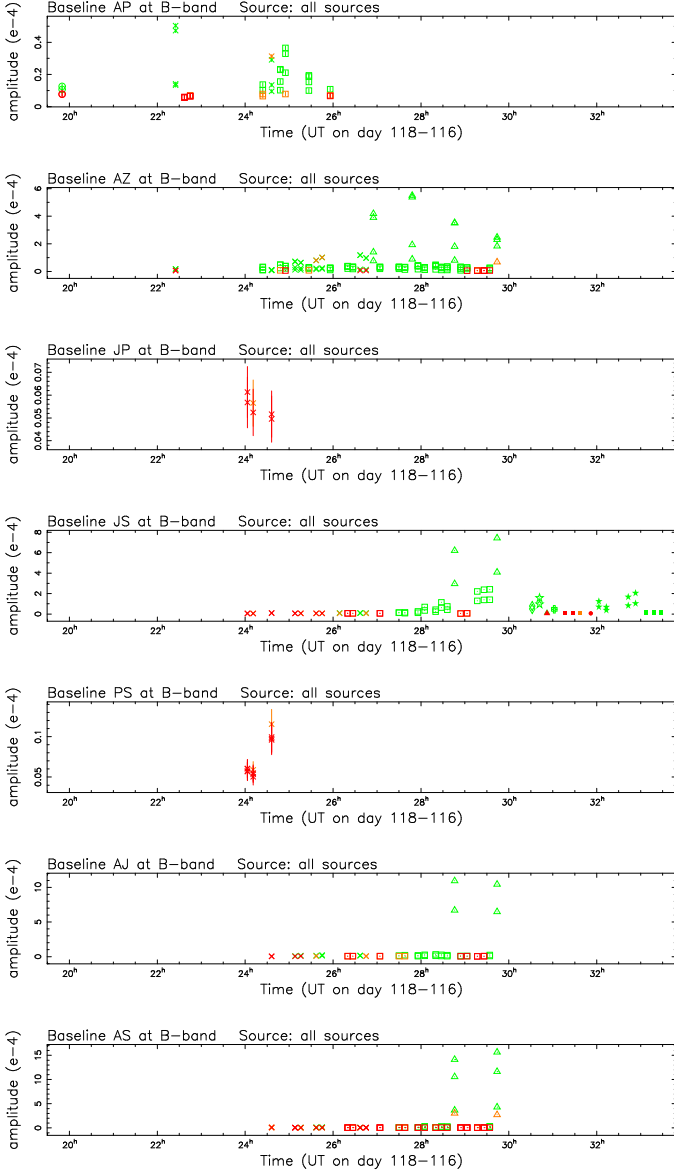 Baseline AP at B-band Source: all sources
amplitude (e-4)
0.4
0.2
0
20h 22h 24h 26h 28h 30h 32h
Time (UT on day 118-116)
Baseline AZ at B-band Source: all sources
amplitude (e-4)
6
4
2
0
20h 22h 24h 26h 28h 30h 32h
Time (UT on day 118-116)
Baseline JP at B-band Source: all sources
amplitude (e-4)
0.07
0.06
0.05
0.04
20h 22h 24h 26h 28h 30h 32h
Time (UT on day 118-116)
Baseline JS at B-band Source: all sources
amplitude (e-4)
8
6
4
2
0
20h 22h 24h 26h 28h 30h 32h
Time (UT on day 118-116)
Baseline PS at B-band Source: all sources
amplitude (e-4)
0.1
0.05
20h 22h 24h 26h 28h 30h 32h
Time (UT on day 118-116)
Baseline AJ at B-band Source: all sources
amplitude (e-4)
10
5
0
20h 22h 24h 26h 28h 30h 32h
Time (UT on day 118-116)
Baseline AS at B-band Source: all sources
amplitude (e-4)
15
10
5
0
20h 22h 24h 26h 28h 30h 32h
Time (UT on day 118-116)